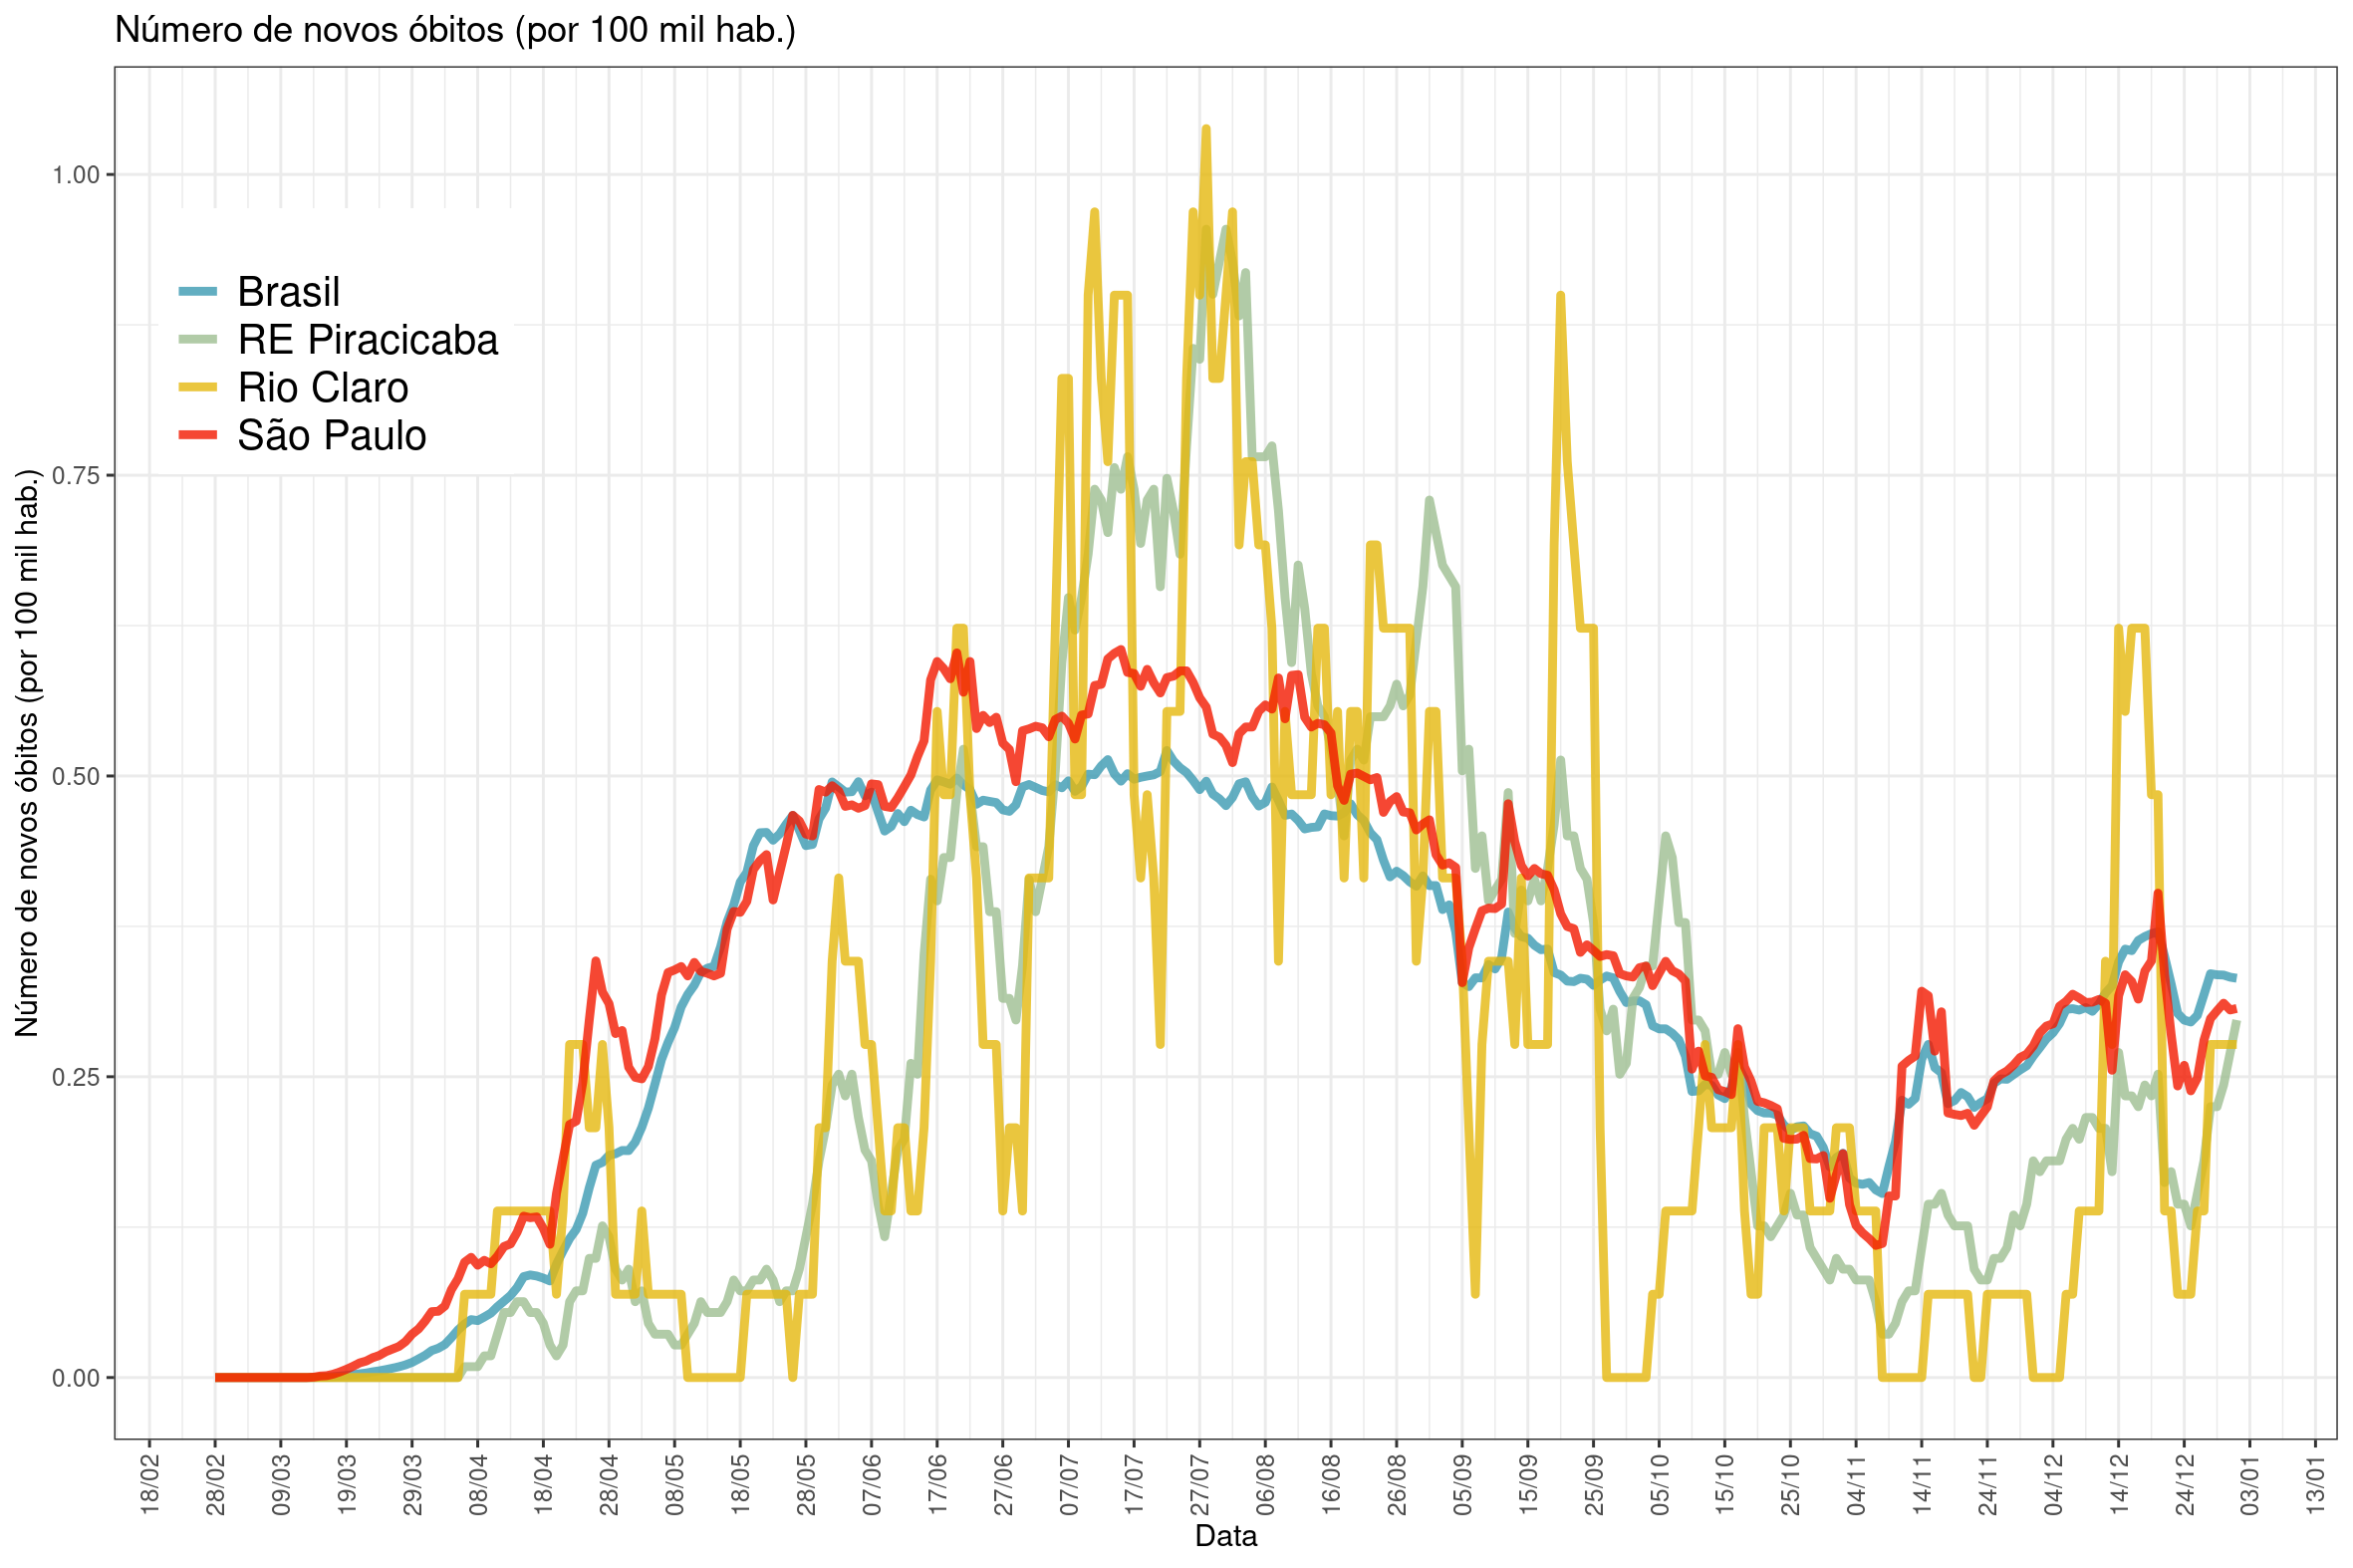 Número de novos óbitos (por 100 mil hab.)
Número de novos óbitos (por 100 mil hab.)
1.00
0.75
0.50
0.25
0.00
Brasil
RE Piracicaba
Rio Claro
São Paulo
18/02 28/02 09/03 19/03 29/03 08/04 18/04 28/04 08/05 18/05 28/05 07/06 17/06 27/06 07/07 17/07 27/07 06/08 16/08 26/08 05/09 15/09 25/09 05/10 15/10 25/10 04/11 14/11 24/11 04/12 14/12 24/12 03/01 13/01
Data